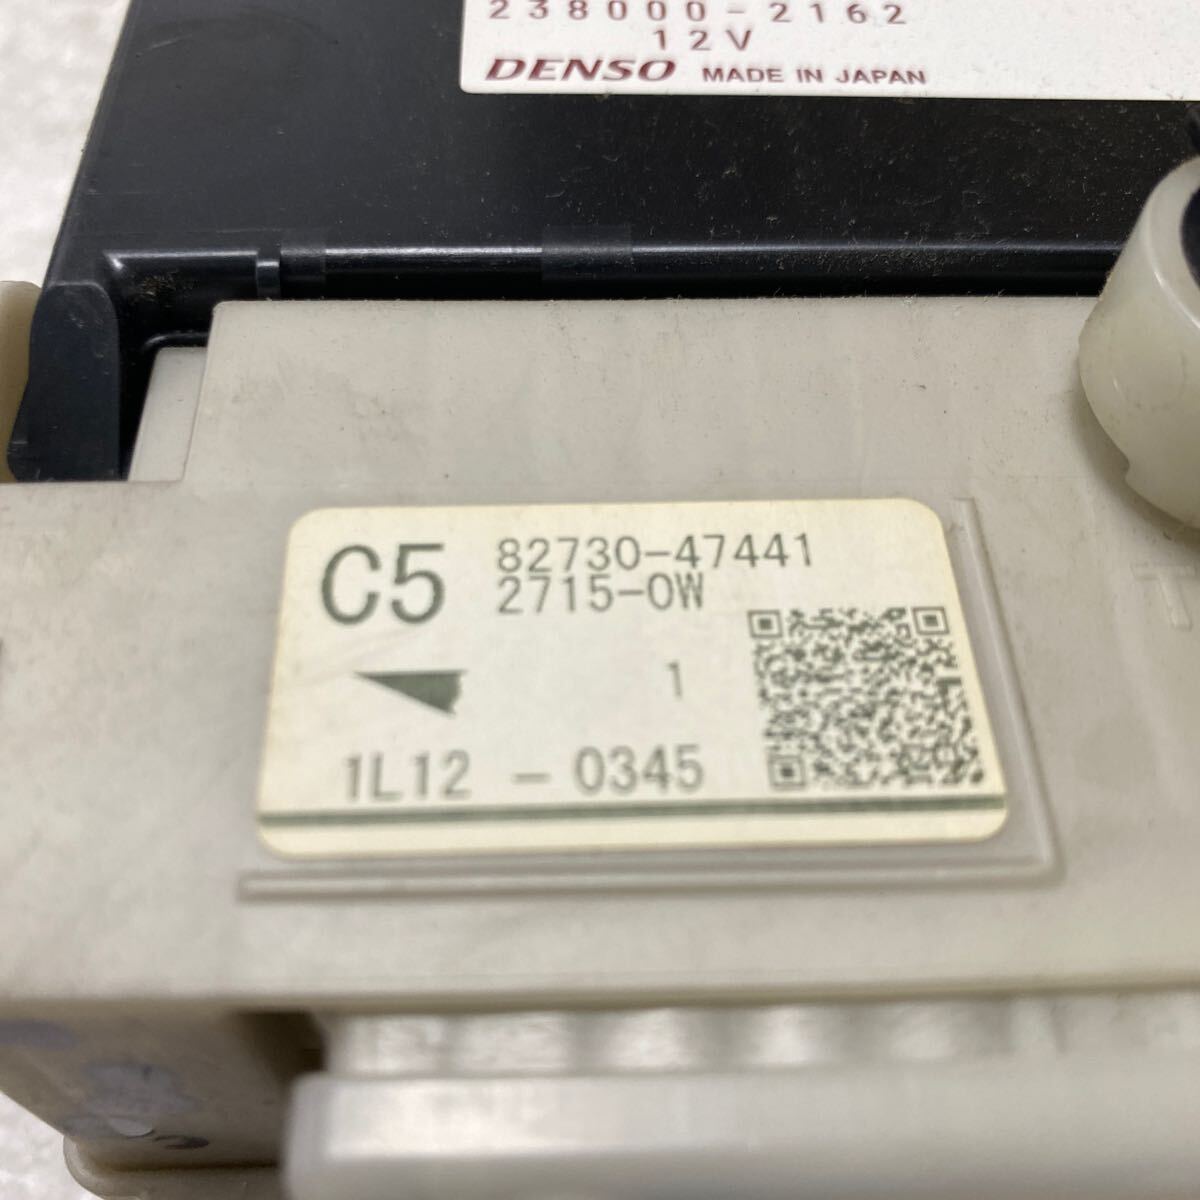 238000-2162
12V
DENSO MADE IN JAPAN
C5 82730-47441
2715-0W
1
1L12 - 0345
T